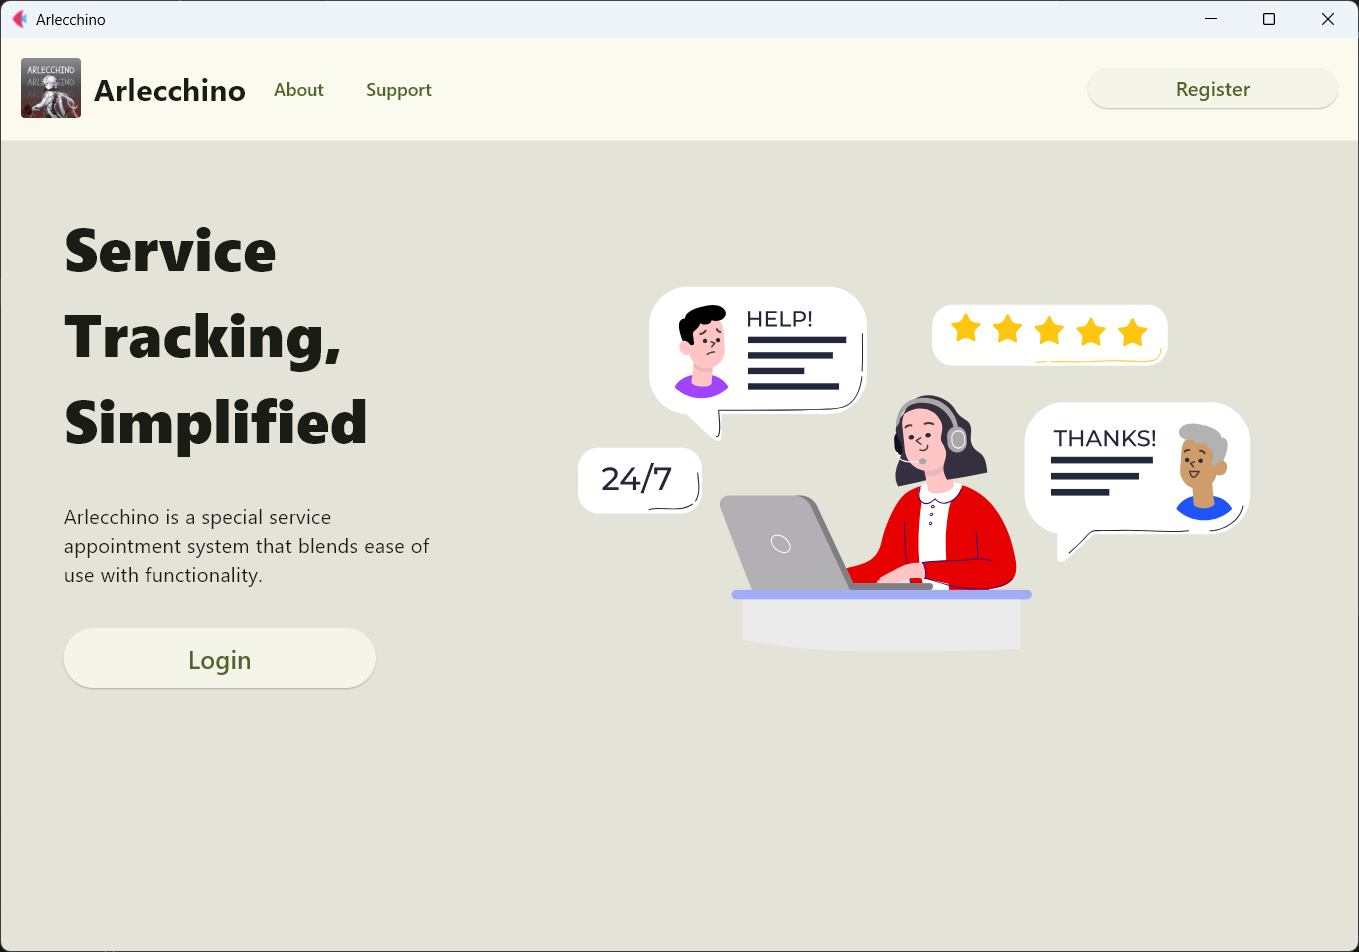 Arlecchino
ARLECCHINO
Arlecchino
About
Support
Register
Service
Tracking,
Simplified
Arlecchino is a special service
appointment system that blends ease of
use with functionality.
Login
HELP!
24/7
THANKS!